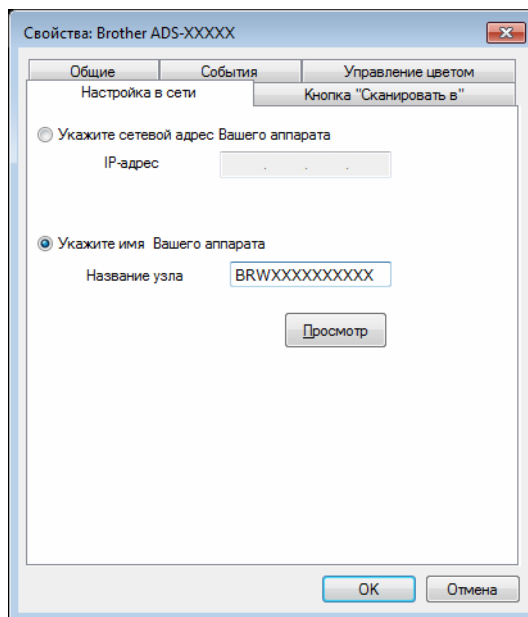 Свойства: Brother ADS-XXXXX
Общие События Управление цветом
Настройка в сети Кнопка "Сканировать в"
Укажите сетевой адрес Вашего аппарата
IP-адрес . . .
Укажите имя Вашего аппарата
Название узла BRWXXXXXXXXXX
Просмотр
OK Отмена